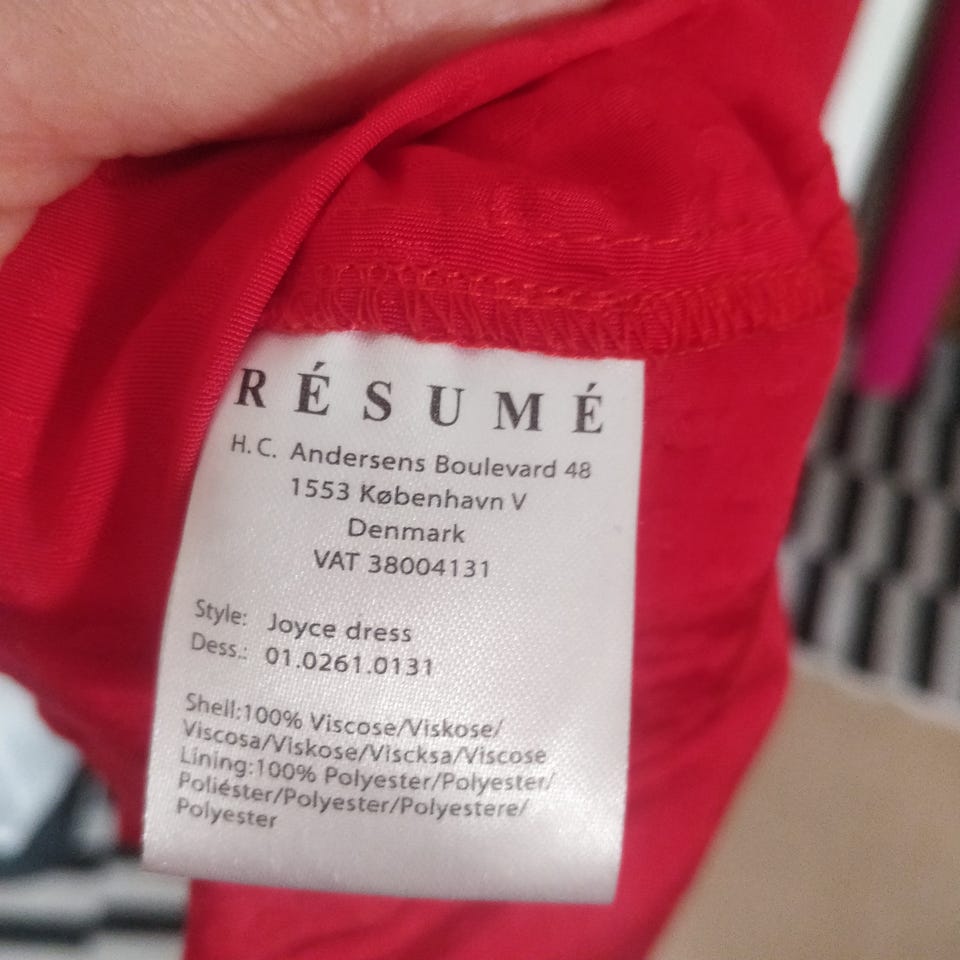 RÉSUMÉ
H. C. Andersens Boulevard 48
1553 København V
Denmark
VAT 38004131
Style: Joyce dress
Dess.: 01.0261.0131
Shell:100% Viscose/Viskose/
Viscosa/Viskose/Viscksa/Viscose
Lining:100% Polyester/Polyester/
Poliéster/Polyester/Polyestere/
Polyester